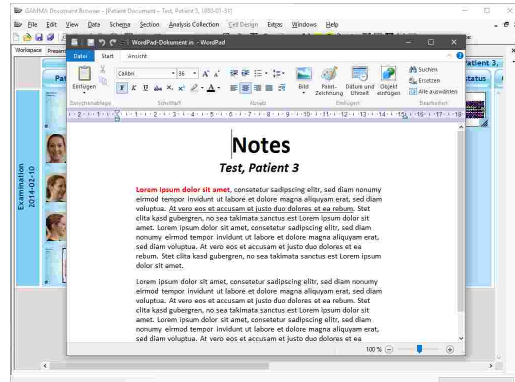 GAMMA Document Browser - [Patient Document - Test, Patient 3, 1880-01-31]
File Edit View Data Schema Section Analysis Collection Cell Design Extras Windows Help
Workspace Present
WordPad-Dokument in - WordPad
Datei Start Ansicht
Calibri 36 A A
Einfügen
F K U abc X₂ X² A
Bild Paint-Zeichnung Datum und Uhrzeit Objekt einfügen
Suchen
Ersetzen
Alle auswählen
Zwischenablage Schriftart Absatz Einfügen Bearbeiten
Patient 3,
Pat
status
Examination
2014-02-10
Notes
Test, Patient 3
Lorem ipsum dolor sit amet, consetetur sadipscing elitr, sed diam nonumy
eirmod tempor invidunt ut labore et dolore magna aliquyam erat, sed diam
voluptua. At vero eos et accusam et justo duo dolores et ea rebum. Stet
clita kasd gubergren, no sea takimata sanctus est Lorem ipsum dolor sit
amet. Lorem ipsum dolor sit amet, consetetur sadipscing elitr, sed diam
nonumy eirmod tempor invidunt ut labore et dolore magna aliquyam erat,
sed diam voluptua. At vero eos et accusam et justo duo dolores et ea
rebum. Stet clita kasd gubergren, no sea takimata sanctus est Lorem ipsum
dolor sit amet.
Lorem ipsum dolor sit amet, consetetur sadipscing elitr, sed diam nonumy
eirmod tempor invidunt ut labore et dolore magna aliquyam erat, sed diam
voluptua. At vero eos et accusam et justo duo dolores et ea rebum. Stet
clita kasd gubergren, no sea takimata sanctus est Lorem ipsum dolor sit
amet. Lorem ipsum dolor sit amet, consetetur sadipscing elitr, sed diam
nonumy eirmod tempor invidunt ut labore et dolore magna aliquyam erat,
sed diam voluptua. At vero eos et accusam et justo duo dolores et ea
100 %